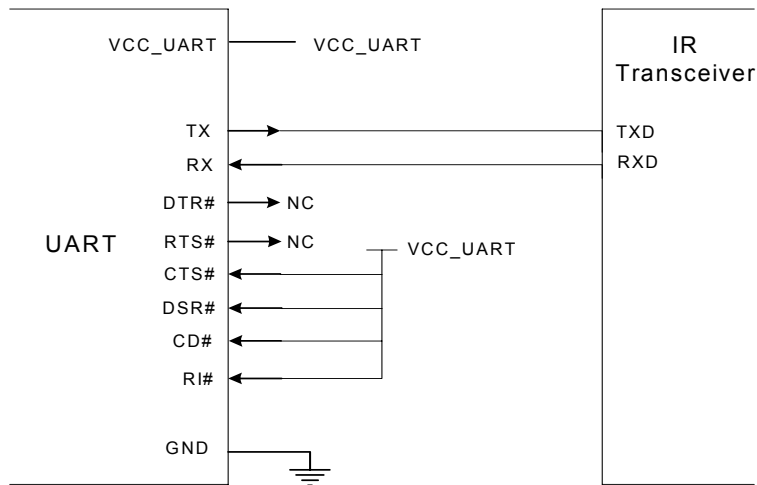 VCC_UART VCC_UART
IR
Transceiver
TX TXD
RX RXD
DTR# NC
UART
RTS# NC
VCC_UART
CTS#
DSR#
CD#
RI#
GND